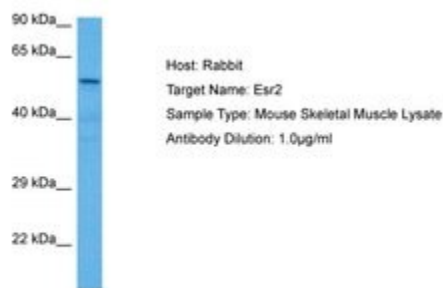 90 kDa__
65 kDa__
40 kDa__
29 kDa__
22 kDa__
Host: Rabbit
Target Name: Esr2
Sample Type: Mouse Skeletal Muscle Lysate
Antibody Dilution: 1.0µg/ml